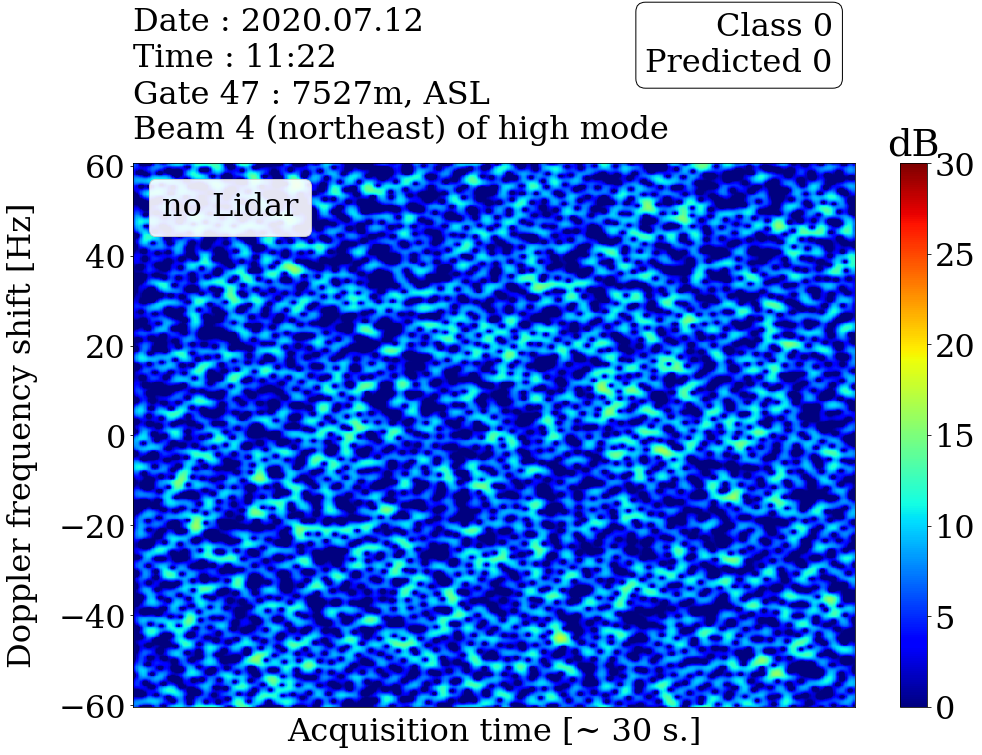 Date : 2020.07.12
Time : 11:22
Gate 47 : 7527m, ASL
Beam 4 (northeast) of high mode
Class 0
Predicted 0
dB
no Lidar
Doppler frequency shift [Hz]
60
40
20
0
−20
−40
−60
Acquisition time [~ 30 s.]
30
25
20
15
10
5
0